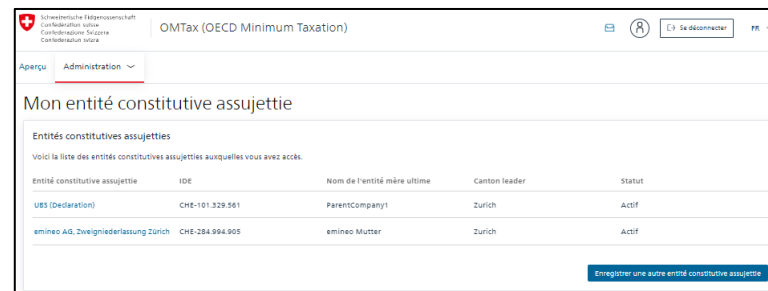 Schweizerische Eidgenossenschaft
Confédération suisse
Confederazione Svizzera
Confederaziun svizra
OMTax (OECD Minimum Taxation)
Se déconnecter
FR
Aperçu Administration
Mon entité constitutive assujettie
Entités constitutives assujetties
Voici la liste des entités constitutives assujetties auxquelles vous avez accès.
Entité constitutive assujettie IDE Nom de l'entité mère ultime Canton leader Statut
UBS (Declaration) CHE-101.329.561 ParentCompany1 Zurich Actif
emineo AG, Zweigniederlassung Zürich CHE-284.994.905 emineo Mutter Zurich Actif
Enregistrer une autre entité constitutive assujettie